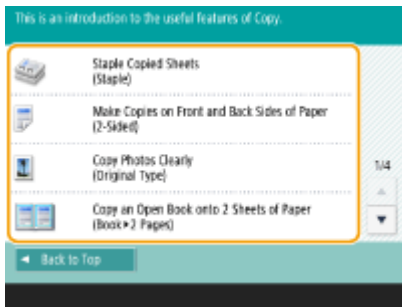 This is an introduction to the useful features of Copy.
Staple Copied Sheets
(Staple)
Make Copies on Front and Back Sides of Paper
(2-Sided)
Copy Photos Clearly
(Original Type)
1/4
Copy an Open Book onto 2 Sheets of Paper
(Book▶2 Pages)
Back to Top